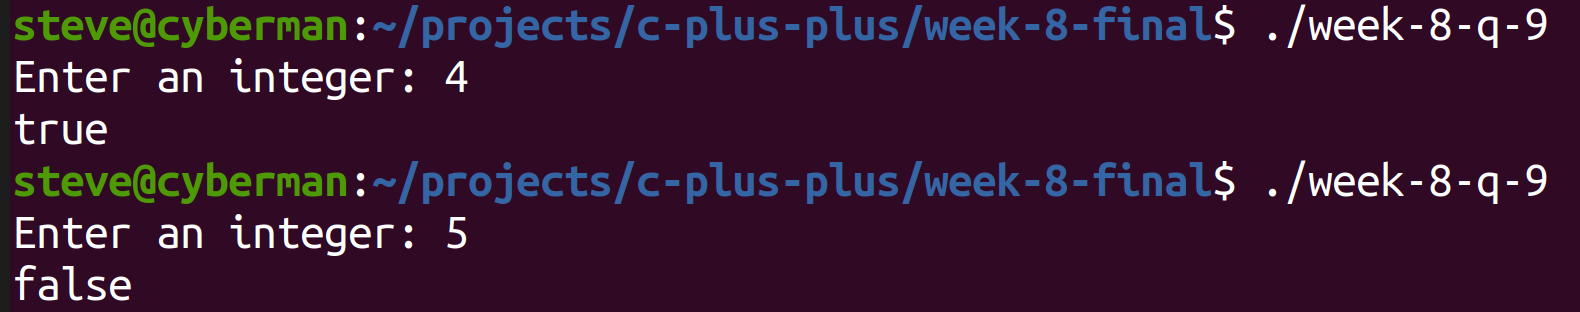 steve@cyberman:~/projects/c-plus-plus/week-8-final$ ./week-8-q-9
Enter an integer: 4
true
steve@cyberman:~/projects/c-plus-plus/week-8-final$ ./week-8-q-9
Enter an integer: 5
false